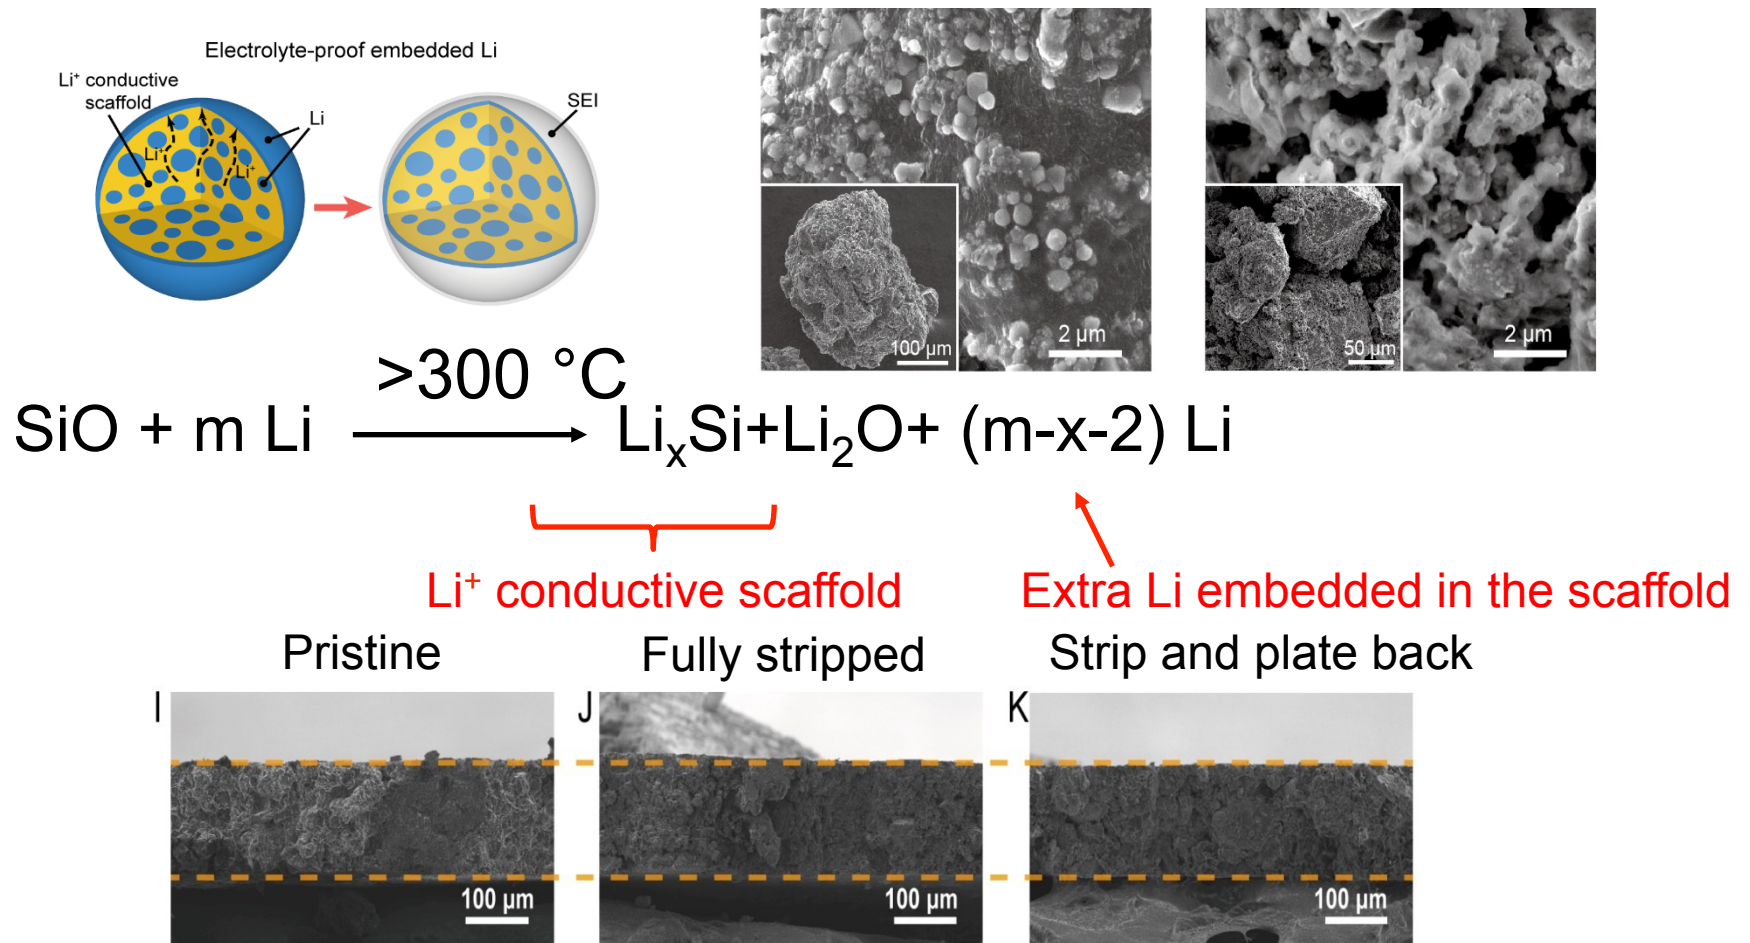 Electrolyte-proof embedded Li
Li⁺ conductive
scaffold
Li
Li⁺
Li⁺
SEI
100 µm
2 µm
50 µm
2 µm
>300 °C
SiO + m Li LiₓSi+Li₂O+ (m-x-2) Li
Li⁺ conductive scaffold
Extra Li embedded in the scaffold
Pristine
Fully stripped
Strip and plate back
I
J
K
100 µm
100 µm
100 µm